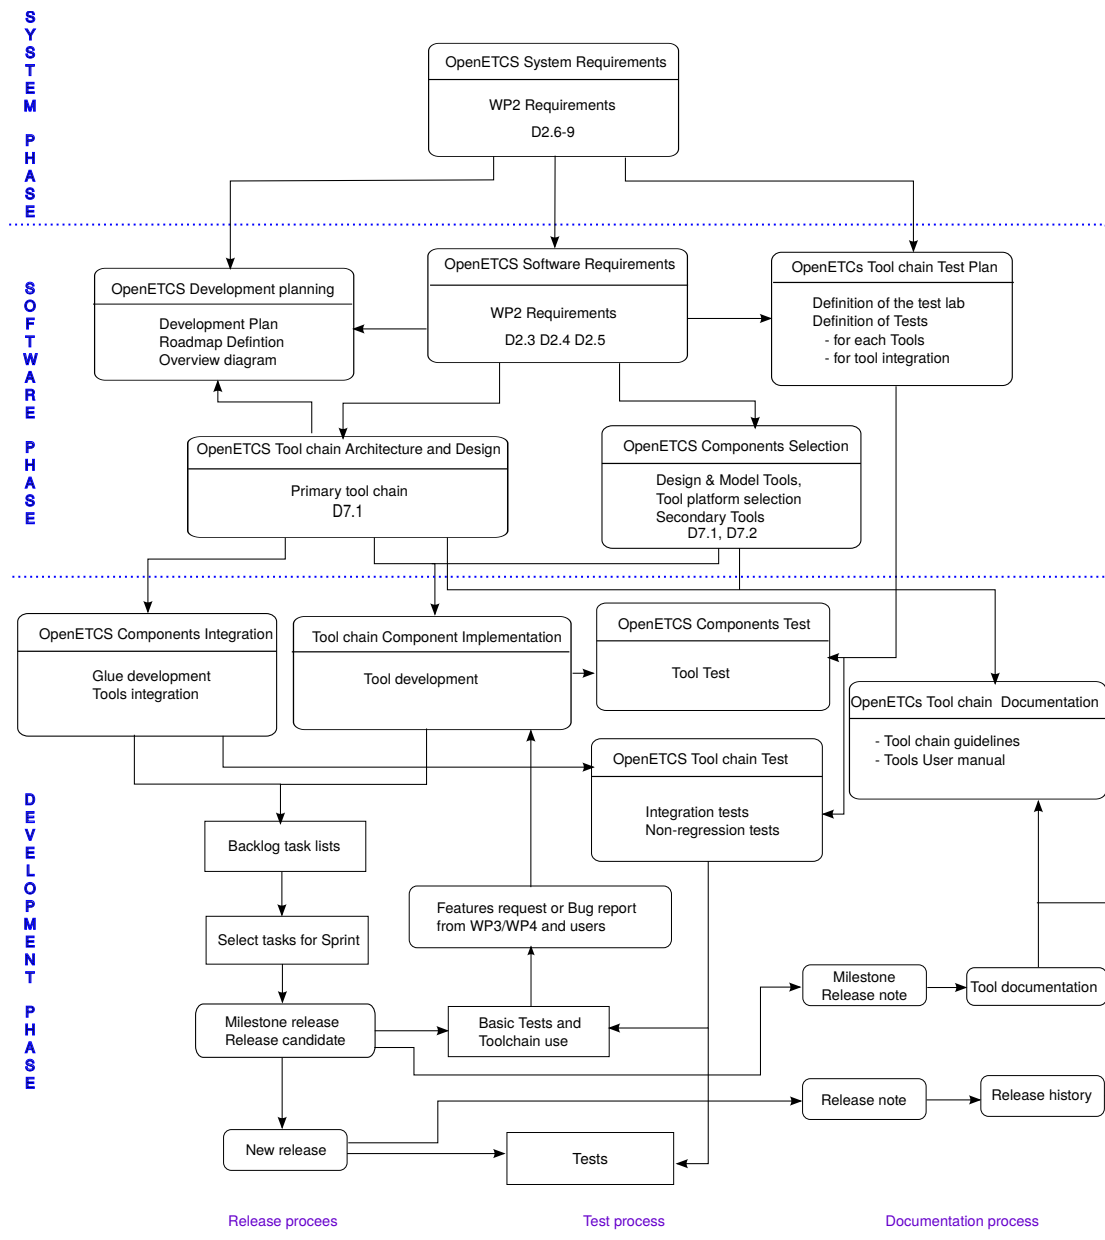 SYSTEM PHASE
OpenETCS System Requirements
WP2 Requirements
D2.6-9
SOFTWARE PHASE
OpenETCS Development planning
Development Plan
Roadmap Defintion
Overview diagram
OpenETCS Software Requirements
WP2 Requirements
D2.3 D2.4 D2.5
OpenETCs Tool chain Test Plan
Definition of the test lab
Definition of Tests
- for each Tools
- for tool integration
OpenETCS Tool chain Architecture and Design
Primary tool chain
D7.1
OpenETCS Components Selection
Design & Model Tools,
Tool platform selection
Secondary Tools
D7.1, D7.2
DEVELOPMENT PHASE
OpenETCS Components Integration
Glue development
Tools integration
Tool chain Component Implementation
Tool development
OpenETCS Components Test
Tool Test
OpenETCs Tool chain Documentation
- Tool chain guidelines
- Tools User manual
OpenETCS Tool chain Test
Integration tests
Non-regression tests
Backlog task lists
Features request or Bug report
from WP3/WP4 and users
Select tasks for Sprint
Milestone
Release note
Tool documentation
Milestone release
Release candidate
Basic Tests and
Toolchain use
Release note
Release history
New release
Tests
Release procees
Test process
Documentation process